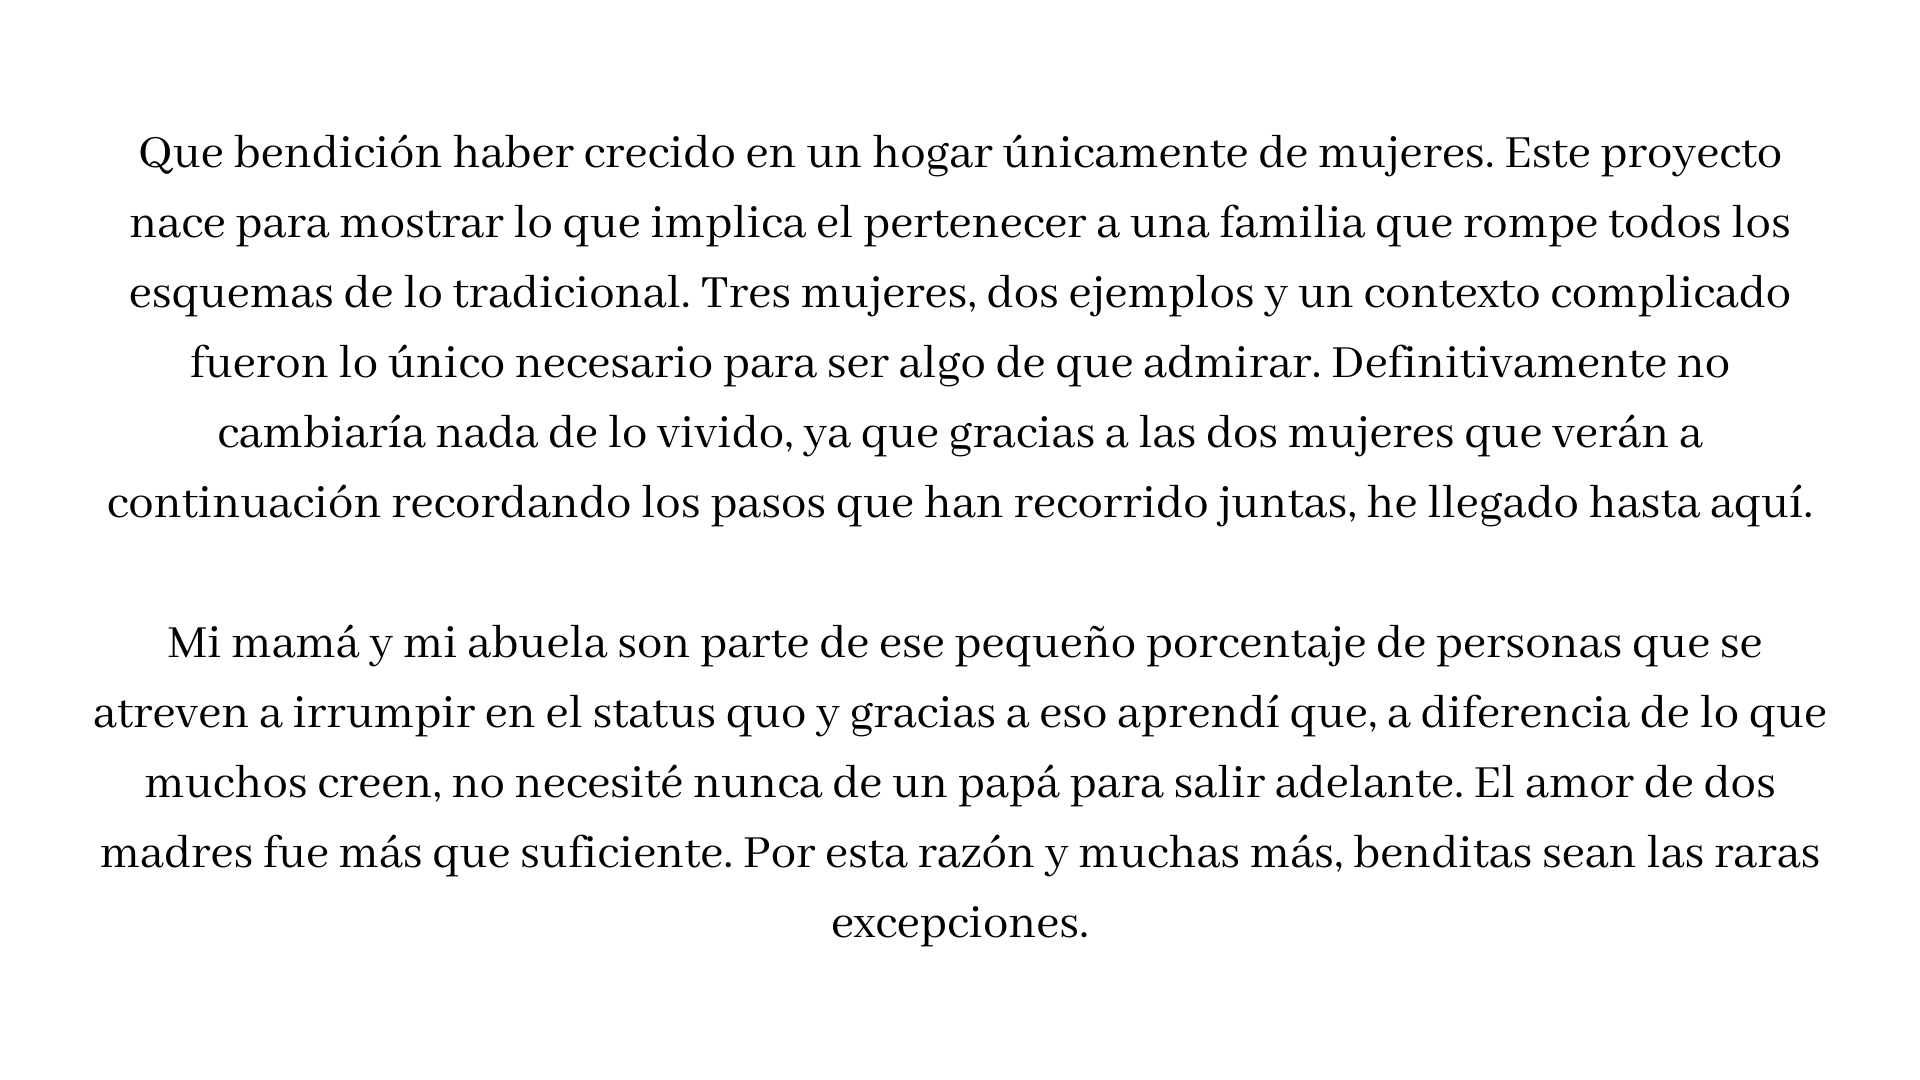 Que bendición haber crecido en un hogar únicamente de mujeres. Este proyecto
nace para mostrar lo que implica el pertenecer a una familia que rompe todos los
esquemas de lo tradicional. Tres mujeres, dos ejemplos y un contexto complicado
fueron lo único necesario para ser algo de que admirar. Definitivamente no
cambiaría nada de lo vivido, ya que gracias a las dos mujeres que verán a
continuación recordando los pasos que han recorrido juntas, he llegado hasta aquí.
Mi mamá y mi abuela son parte de ese pequeño porcentaje de personas que se
atreven a irrumpir en el status quo y gracias a eso aprendí que, a diferencia de lo que
muchos creen, no necesité nunca de un papá para salir adelante. El amor de dos
madres fue más que suficiente. Por esta razón y muchas más, benditas sean las raras
excepciones.